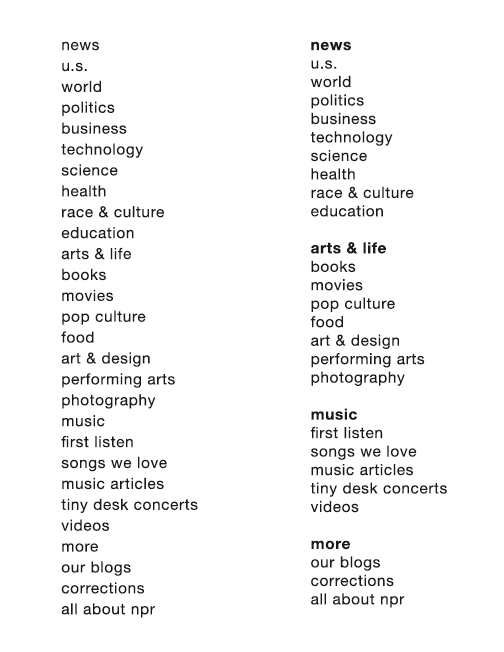 news
u.s.
world
politics
business
technology
science
health
race & culture
education
arts & life
books
movies
pop culture
food
art & design
performing arts
photography
music
first listen
songs we love
music articles
tiny desk concerts
videos
more
our blogs
corrections
all about npr
news
u.s.
world
politics
business
technology
science
health
race & culture
education
arts & life
books
movies
pop culture
food
art & design
performing arts
photography
music
first listen
songs we love
music articles
tiny desk concerts
videos
more
our blogs
corrections
all about npr